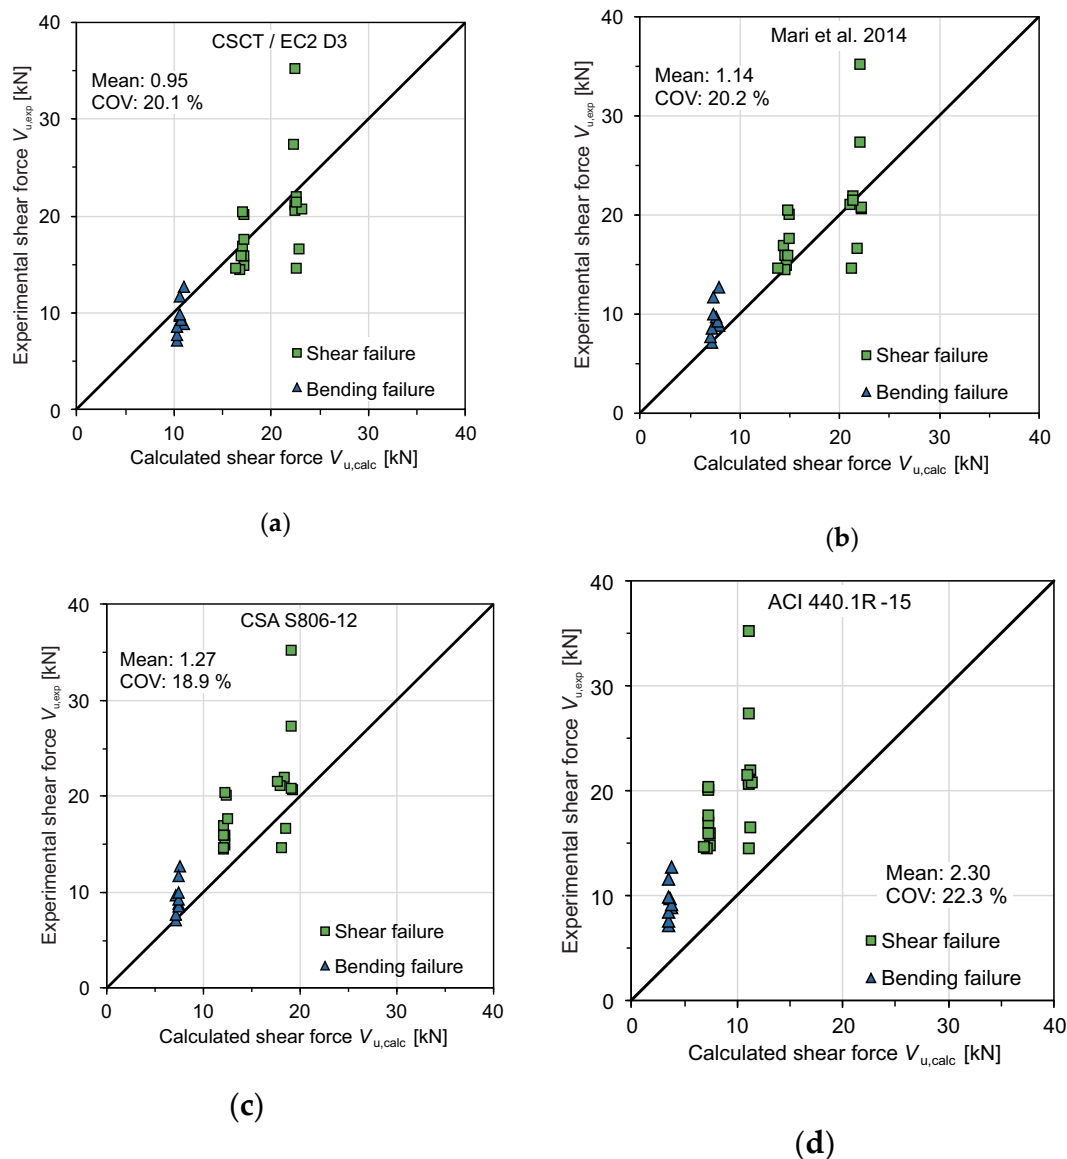 CSCT / EC2 D3
Mean: 0.95
COV: 20.1 %
Experimental shear force Vu,exp [kN]
40
30
20
10
0
Shear failure
Bending failure
0 10 20 30 40
Calculated shear force Vu,calc [kN]
(a)
Mari et al. 2014
Mean: 1.14
COV: 20.2 %
Experimental shear force Vu,exp [kN]
40
30
20
10
0
Shear failure
Bending failure
0 10 20 30 40
Calculated shear force Vu,calc [kN]
(b)
CSA S806-12
Mean: 1.27
COV: 18.9 %
Experimental shear force Vu,exp [kN]
40
30
20
10
0
Shear failure
Bending failure
0 10 20 30 40
Calculated shear force Vu,calc [kN]
(c)
ACI 440.1R -15
Experimental shear force Vu,exp [kN]
40
30
20
10
0
Mean: 2.30
COV: 22.3 %
Shear failure
Bending failure
0 10 20 30 40
Calculated shear force Vu,calc [kN]
(d)